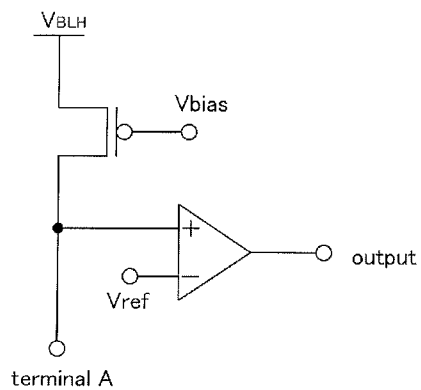 VBLH
Vbias
+
−
Vref
output
terminal A